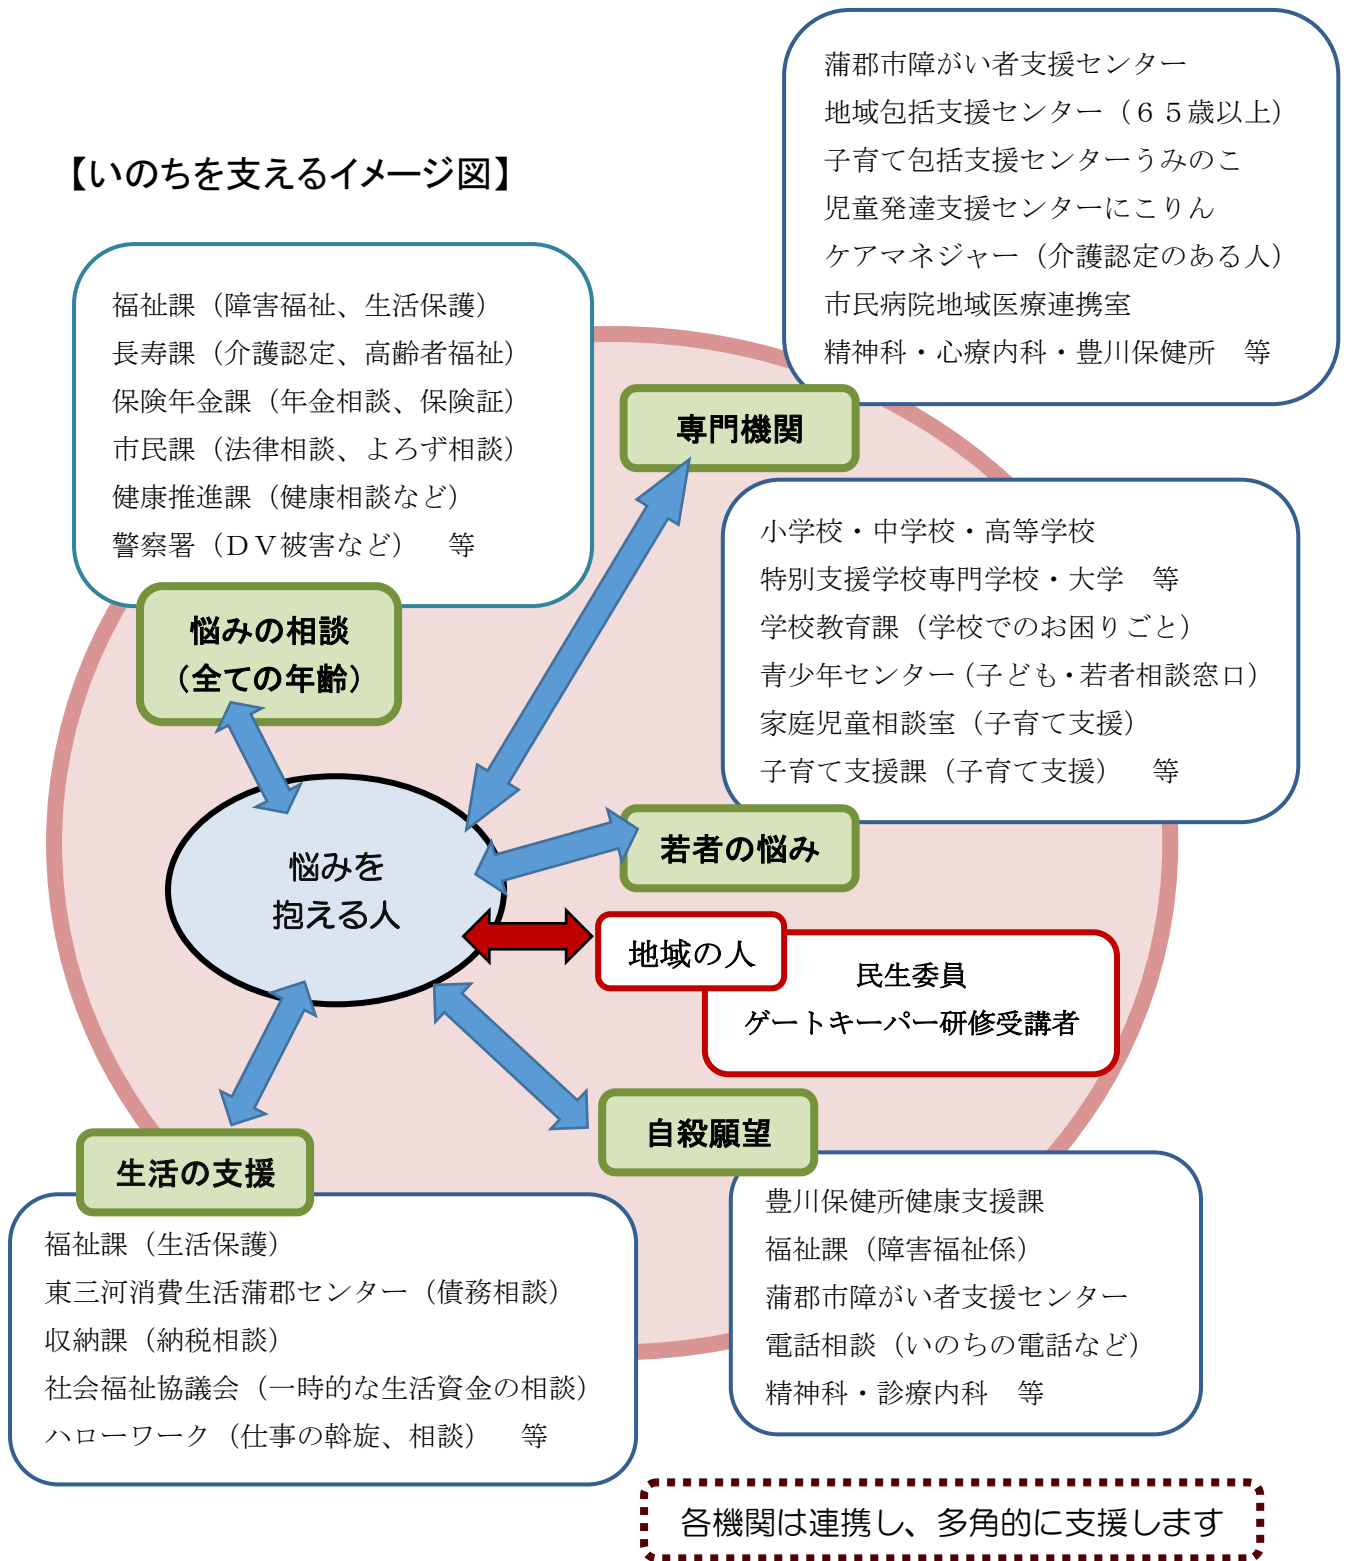 【いのちを支えるイメージ図】
蒲郡市障がい者支援センター
地域包括支援センター（６５歳以上）
子育て包括支援センターうみのこ
児童発達支援センターにこりん
ケアマネジャー（介護認定のある人）
市民病院地域医療連携室
精神科・心療内科・豊川保健所　等
専門機関
福祉課（障害福祉、生活保護）
長寿課（介護認定、高齢者福祉）
保険年金課（年金相談、保険証）
市民課（法律相談、よろず相談）
健康推進課（健康相談など）
警察署（ＤＶ被害など）　等
悩みの相談
（全ての年齢）
小学校・中学校・高等学校
特別支援学校専門学校・大学　等
学校教育課（学校でのお困りごと）
青少年センター（子ども・若者相談窓口）
家庭児童相談室（子育て支援）
子育て支援課（子育て支援）　等
若者の悩み
悩みを
抱える人
地域の人
民生委員
ゲートキーパー研修受講者
自殺願望
豊川保健所健康支援課
福祉課（障害福祉係）
蒲郡市障がい者支援センター
電話相談（いのちの電話など）
精神科・診療内科　等
生活の支援
福祉課（生活保護）
東三河消費生活蒲郡センター（債務相談）
収納課（納税相談）
社会福祉協議会（一時的な生活資金の相談）
ハローワーク（仕事の斡旋、相談）　等
各機関は連携し、多角的に支援します